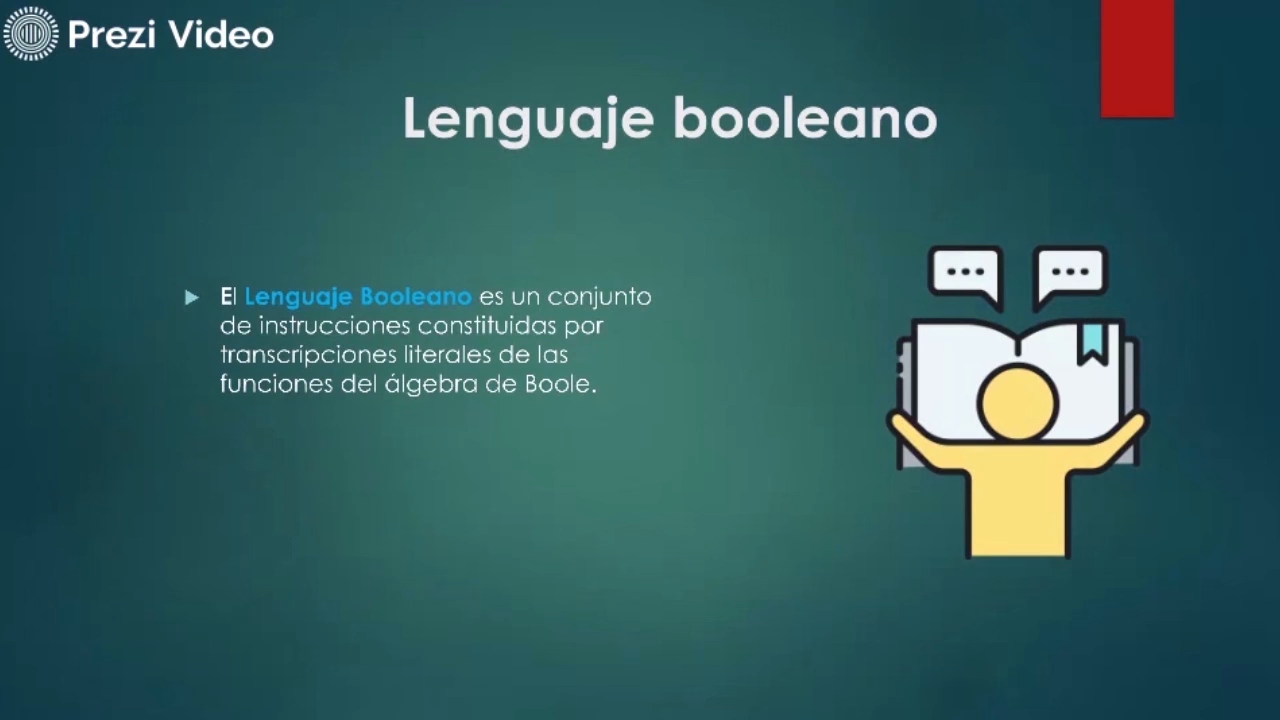 Prezi Video
Lenguaje booleano
El Lenguaje Booleano es un conjunto
de instrucciones constituidas por
transcripciones literales de las
funciones del álgebra de Boole.